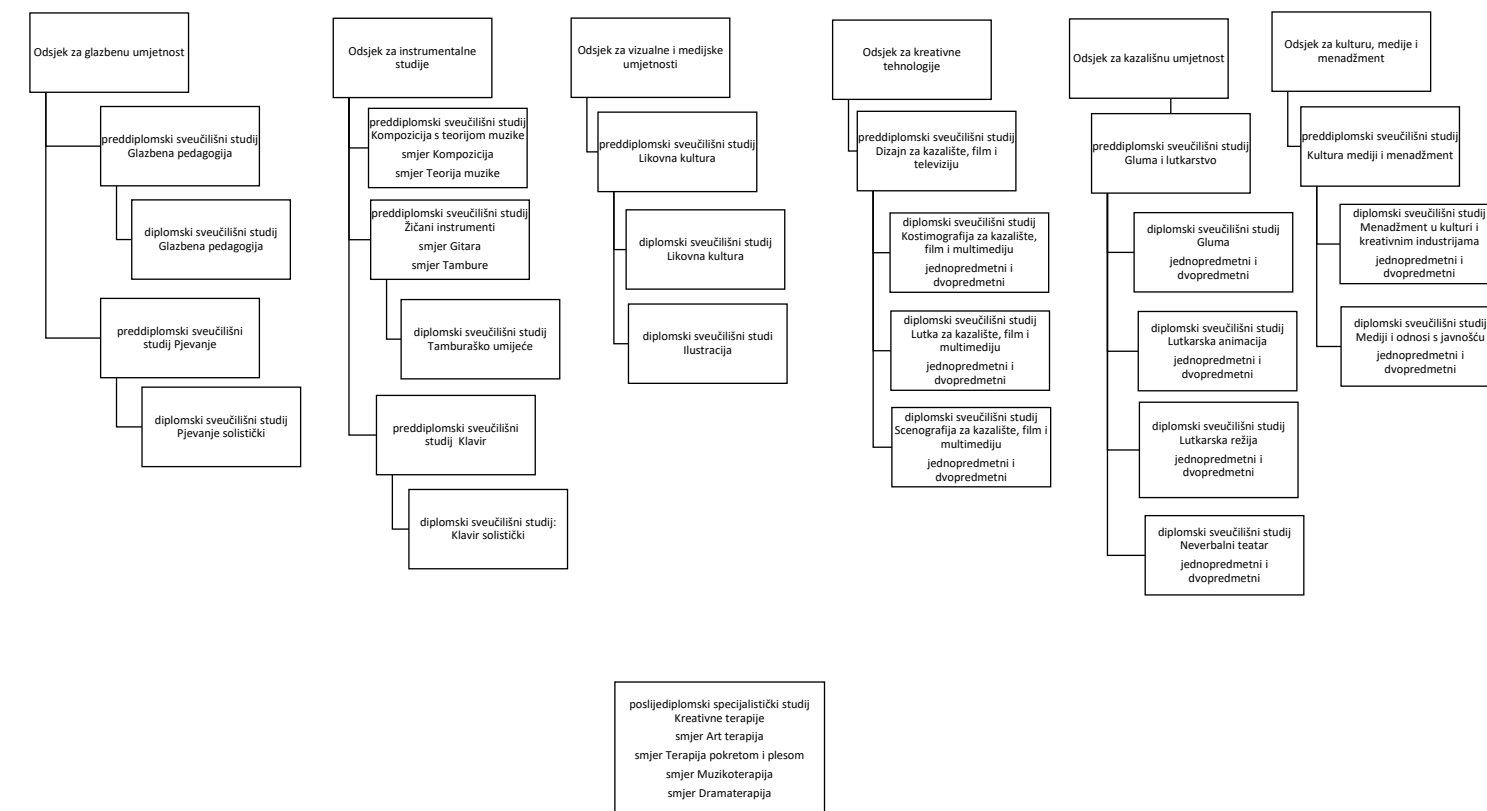 Odsjek za glazbenu umjetnost
preddiplomski sveučilišni studij
Glazbena pedagogija
diplomski sveučilišni studij
Glazbena pedagogija
preddiplomski sveučilišni
studij Pjevanje
diplomski sveučilišni studij
Pjevanje solistički
Odsjek za instrumentalne
studije
preddiplomski sveučilišni studij
Kompozicija s teorijom muzike
smjer Kompozicija
smjer Teorija muzike
preddiplomski sveučilišni studij
Žičani instrumenti
smjer Gitara
smjer Tambure
diplomski sveučilišni studij
Tamburaško umijeće
preddiplomski sveučilišni
studij Klavir
diplomski sveučilišni studij:
Klavir solistički
Odsjek za vizualne i medijske
umjetnosti
preddiplomski sveučilišni studij
Likovna kultura
diplomski sveučilišni studij
Likovna kultura
diplomski sveučilišni studi
Ilustracija
Odsjek za kreativne
tehnologije
preddiplomski sveučilišni studij
Dizajn za kazalište, film i
televiziju
diplomski sveučilišni studij
Kostimografija za kazalište,
film i multimediju
jednopredmetni i
dvopredmetni
diplomski sveučilišni studij
Lutka za kazalište, film i
multimediju
jednopredmetni i
dvopredmetni
diplomski sveučilišni studij
Scenografija za kazalište, film i
multimediju
jednopredmetni i
dvopredmetni
Odsjek za kazališnu umjetnost
preddiplomski sveučilišni studij
Gluma i lutkarstvo
diplomski sveučilišni studij
Gluma
jednopredmetni i
dvopredmetni
diplomski sveučilišni studij
Lutkarska animacija
jednopredmetni i
dvopredmetni
diplomski sveučilišni studij
Lutkarska režija
jednopredmetni i
dvopredmetni
diplomski sveučilišni studij
Neverbalni teatar
jednopredmetni i
dvopredmetni
Odsjek za kulturu, medije i
menadžment
preddiplomski sveučilišni studij
Kultura mediji i menadžment
diplomski sveučilišni studij
Menadžment u kulturi i
kreativnim industrijama
jednopredmetni i
dvopredmetni
diplomski sveučilišni studij
Mediji i odnosi s javnošću
jednopredmetni i
dvopredmetni
poslijediplomski specijalistički studij
Kreativne terapije
smjer Art terapija
smjer Terapija pokretom i plesom
smjer Muzikoterapija
smjer Dramaterapija